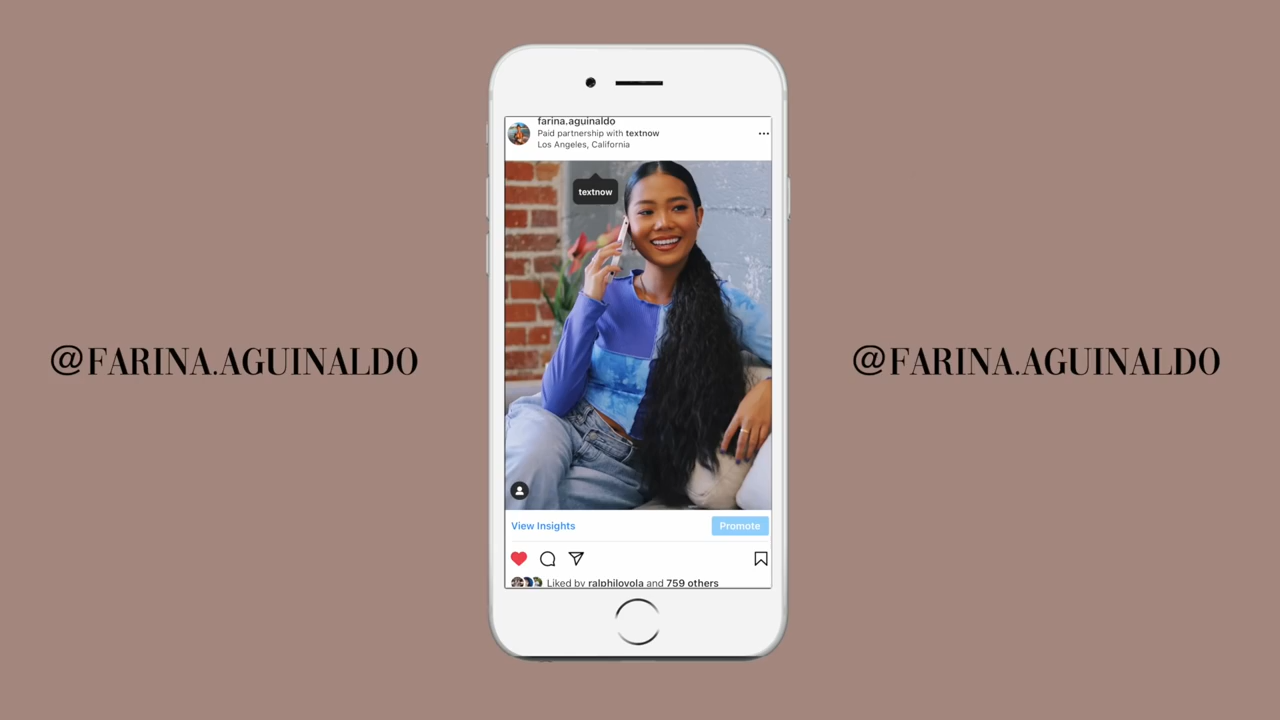 farina.aguinaldo
Paid partnership with textnow
Los Angeles, California
textnow
@FARINA.AGUINALDO
@FARINA.AGUINALDO
View Insights
Promote
Liked by ralphiloyola and 759 others